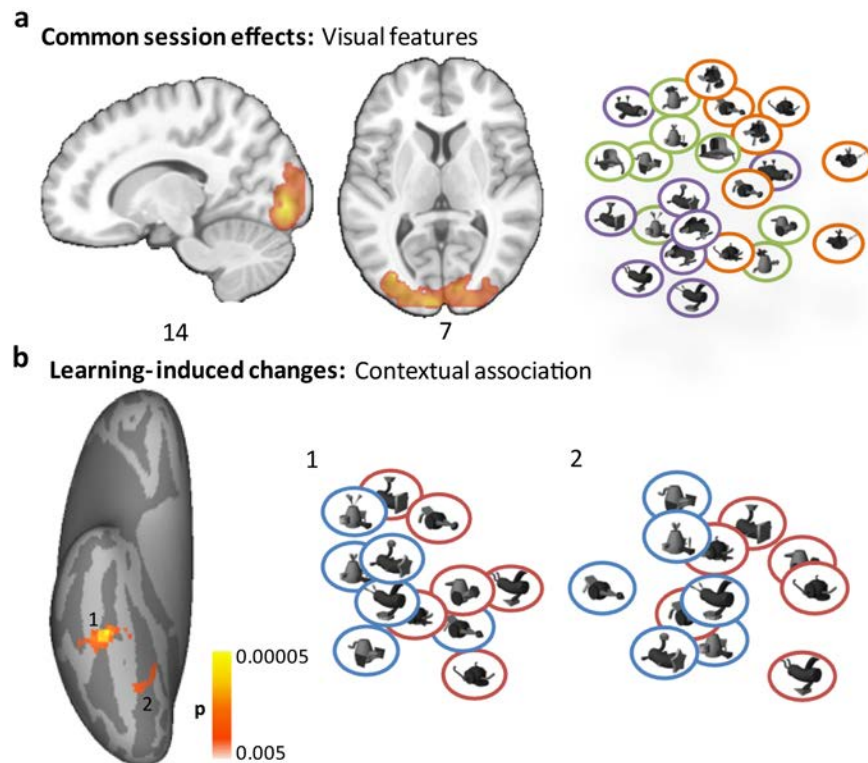 a
Common session effects: Visual features
14
7
b
Learning-induced changes: Contextual association
1
2
1
2
p
0.00005
0.005